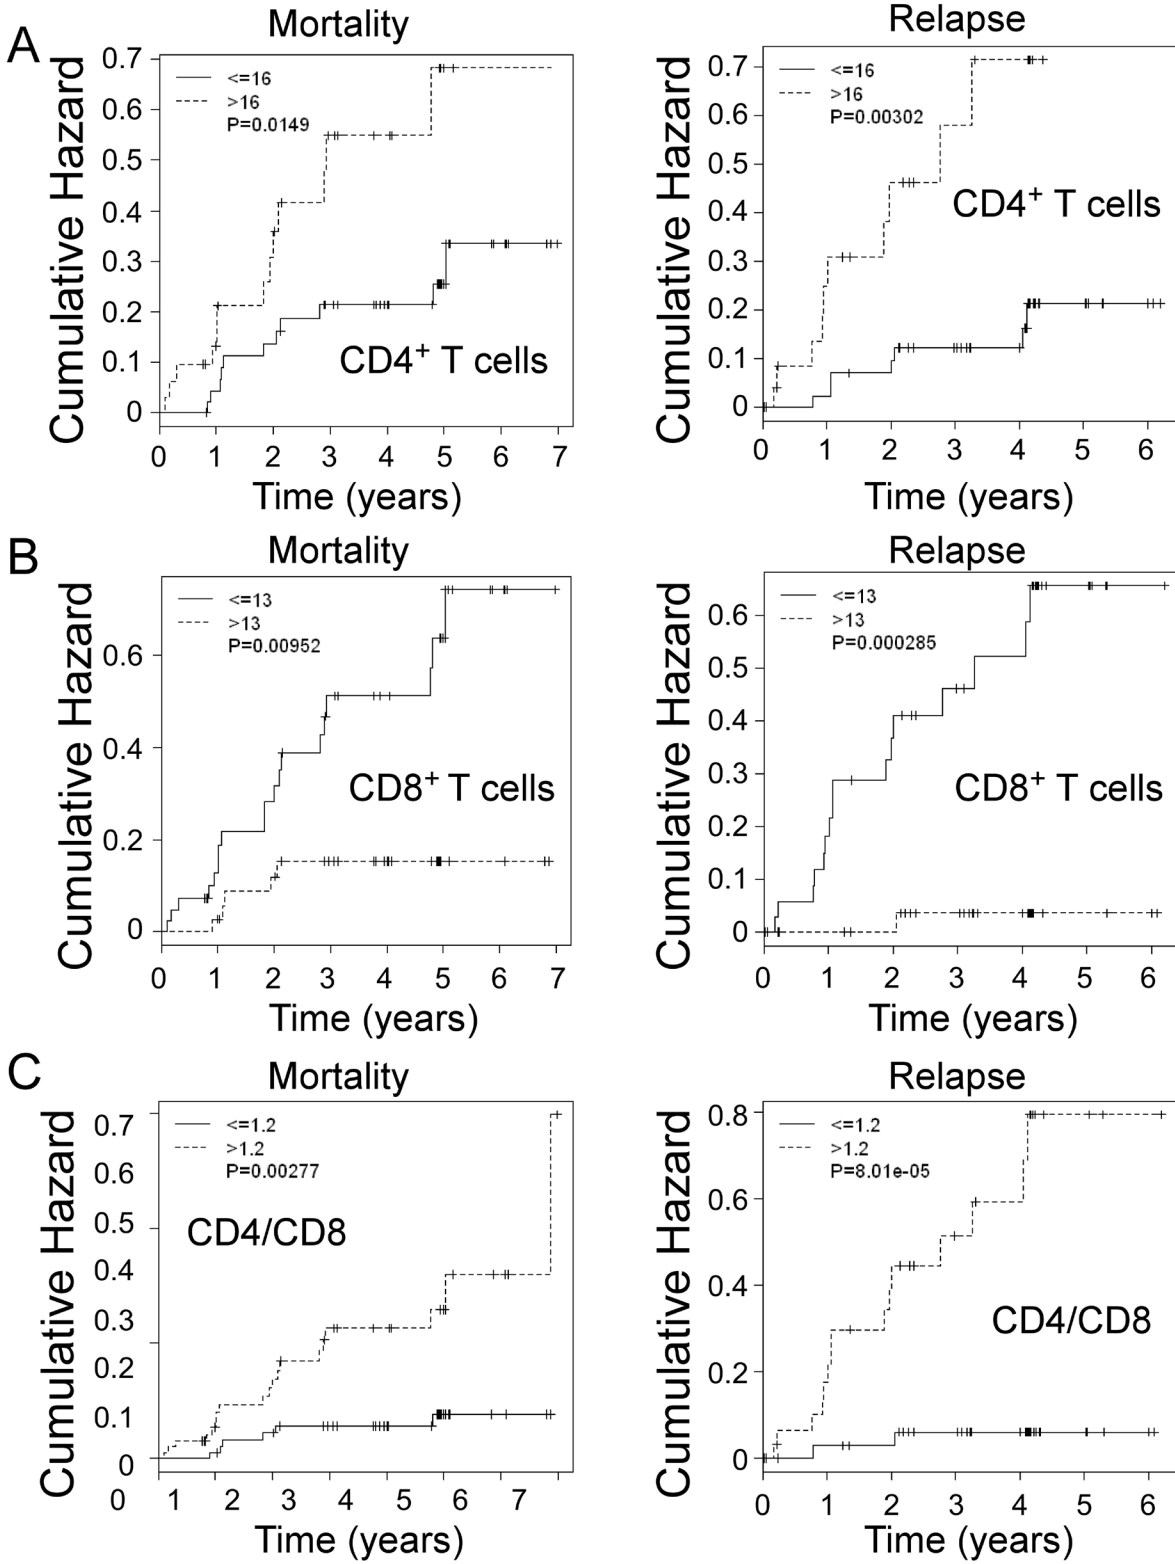 A
Mortality
Cumulative Hazard
0.7
0.6
0.5
0.4
0.3
0.2
0.1
0
<=16
>16
P=0.0149
CD4+ T cells
0 1 2 3 4 5 6 7
Time (years)
Relapse
Cumulative Hazard
0.7
0.6
0.5
0.4
0.3
0.2
0.1
0
<=16
>16
P=0.00302
CD4+ T cells
0 1 2 3 4 5 6
Time (years)
B
Mortality
Cumulative Hazard
0.6
0.4
0.2
0
<=13
>13
P=0.00952
CD8+ T cells
0 1 2 3 4 5 6 7
Time (years)
Relapse
Cumulative Hazard
0.6
0.5
0.4
0.3
0.2
0.1
0
<=13
>13
P=0.000285
CD8+ T cells
0 1 2 3 4 5 6
Time (years)
C
Mortality
Cumulative Hazard
0.7
0.6
0.5
0.4
0.3
0.2
0.1
0
<=1.2
>1.2
P=0.00277
CD4/CD8
0 1 2 3 4 5 6 7
Time (years)
Relapse
Cumulative Hazard
0.8
0.6
0.4
0.2
0
<=1.2
>1.2
P=8.01e-05
CD4/CD8
0 1 2 3 4 5 6
Time (years)